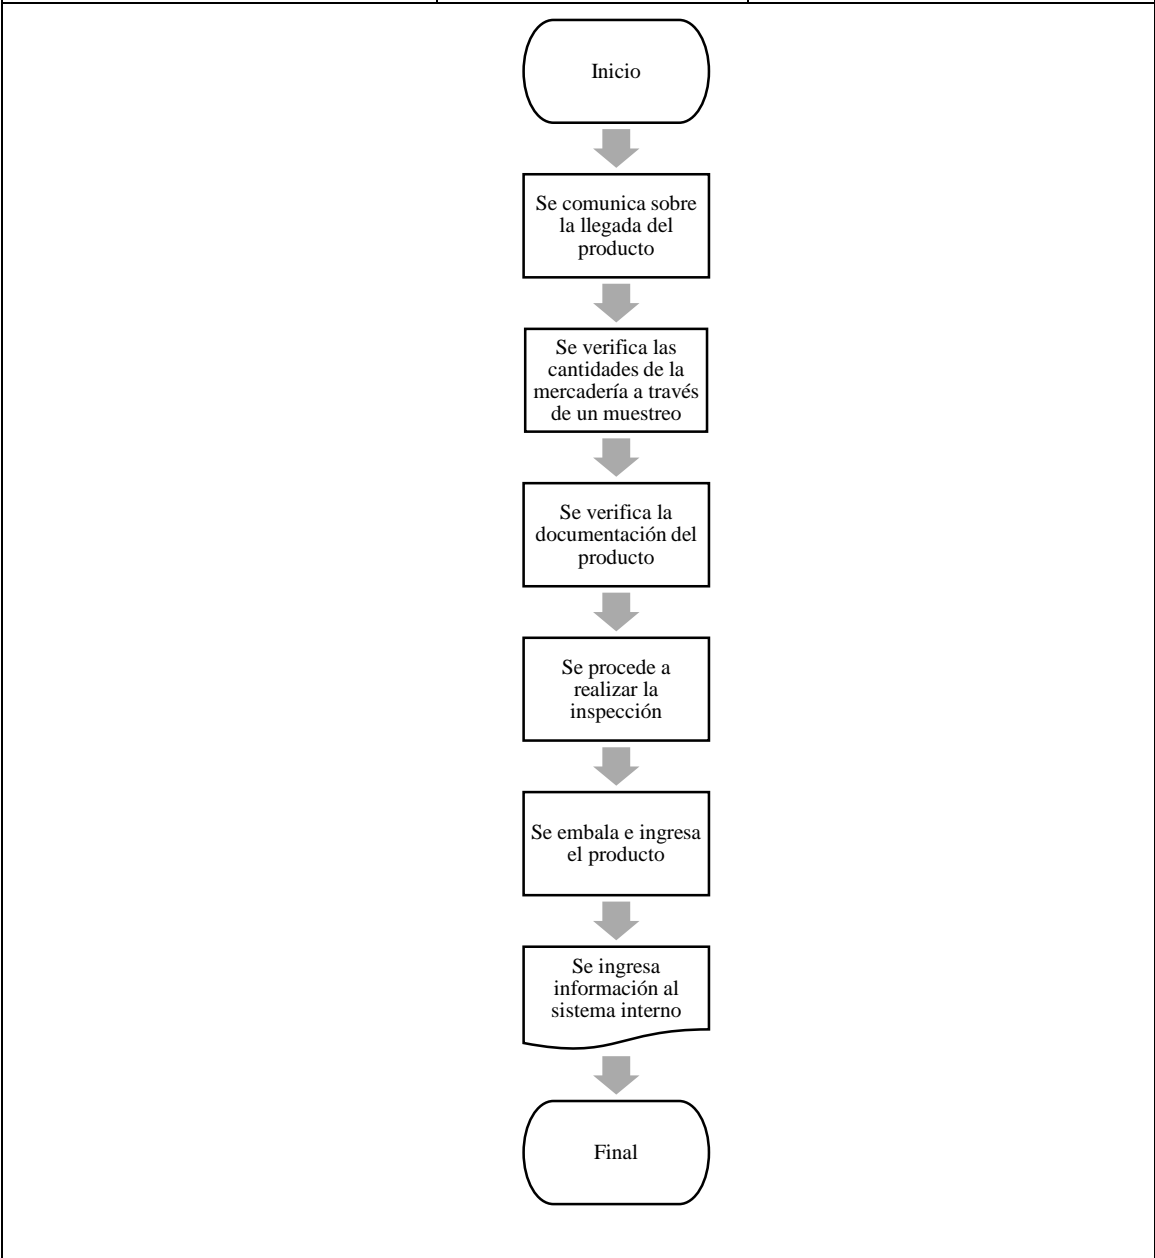 Inicio
Se comunica sobre
la llegada del
producto
Se verifica las
cantidades de la
mercadería a través
de un muestreo
Se verifica la
documentación del
producto
Se procede a
realizar la
inspección
Se embala e ingresa
el producto
Se ingresa
información al
sistema interno
Final